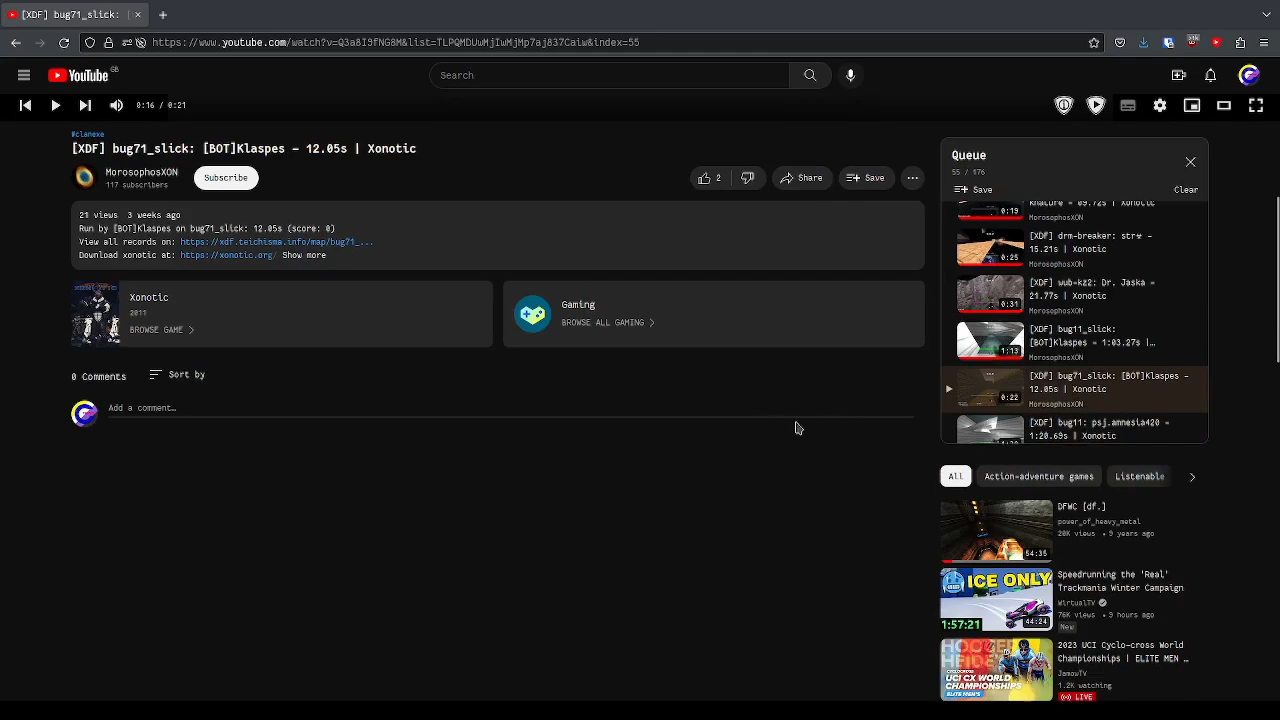 [XDF] bug71_slick: [
https://www.youtube.com/watch?v=Q3a8I9fNG8M&list=TLPQMDUwMjIwMjMp7aj837Caiw&index=55
YouTube GB
Search
0:16 / 0:21
#clanexe
[XDF] bug71_slick: [BOT]Klaspes – 12.05s | Xonotic
MorosophosXON
117 subscribers
Subscribe
2
Share
Save
21 views 3 weeks ago
Run by [BOT]Klaspes on bug71_slick: 12.05s (score: 0)
View all records on: https://xdf.teichisma.info/map/bug71_...
Download xonotic at: https://xonotic.org/ Show more
Xonotic
2011
BROWSE GAME
Gaming
BROWSE ALL GAMING
0 Comments
Sort by
Add a comment…
Queue
55 / 176
Save
Clear
0:19
MorosophosXON
[XDF] drm-breaker: str☣ –
15.21s | Xonotic
MorosophosXON
0:25
[XDF] wub-kz2: Dr. Jaska –
21.77s | Xonotic
MorosophosXON
0:31
[XDF] bug11_slick:
[BOT]Klaspes – 1:03.27s |…
MorosophosXON
1:13
[XDF] bug71_slick: [BOT]Klaspes –
12.05s | Xonotic
MorosophosXON
0:22
[XDF] bug11: psj.amnesia420 –
1:20.69s | Xonotic
All
Action-adventure games
Listenable
DFWC [df.]
power_of_heavy_metal
20K views • 9 years ago
54:35
ICE ONLY
1:57:21
44:24
Speedrunning the 'Real'
Trackmania Winter Campaign
WirtualTV
76K views • 9 hours ago
New
CYCLOCROSS
UCI CX WORLD
CHAMPIONSHIPS
ELITE MEN'S
2023 UCI Cyclo-cross World
Championships | ELITE MEN …
JamowTV
1.2K watching
LIVE